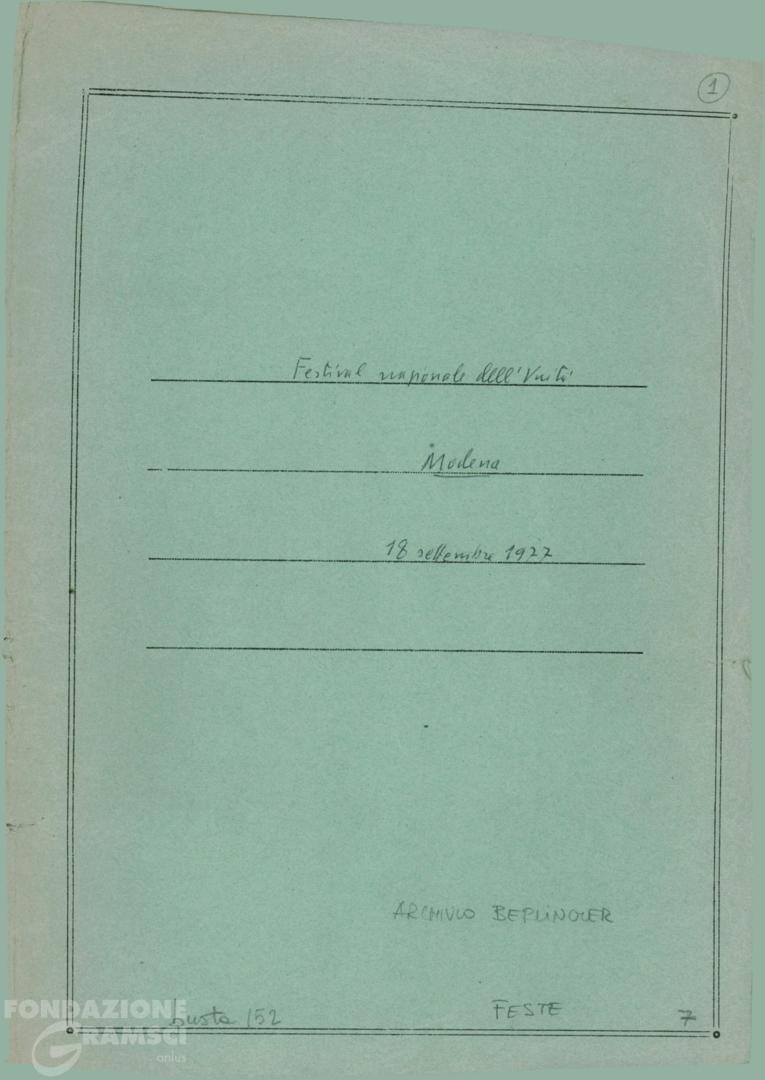 1
Festival nazionale dell'Unità
Modena
18 settembre 1977
ARCHIVIO BERLINGUER
busta 152
FESTE
7
FONDAZIONE
GRAMSCI
onlus